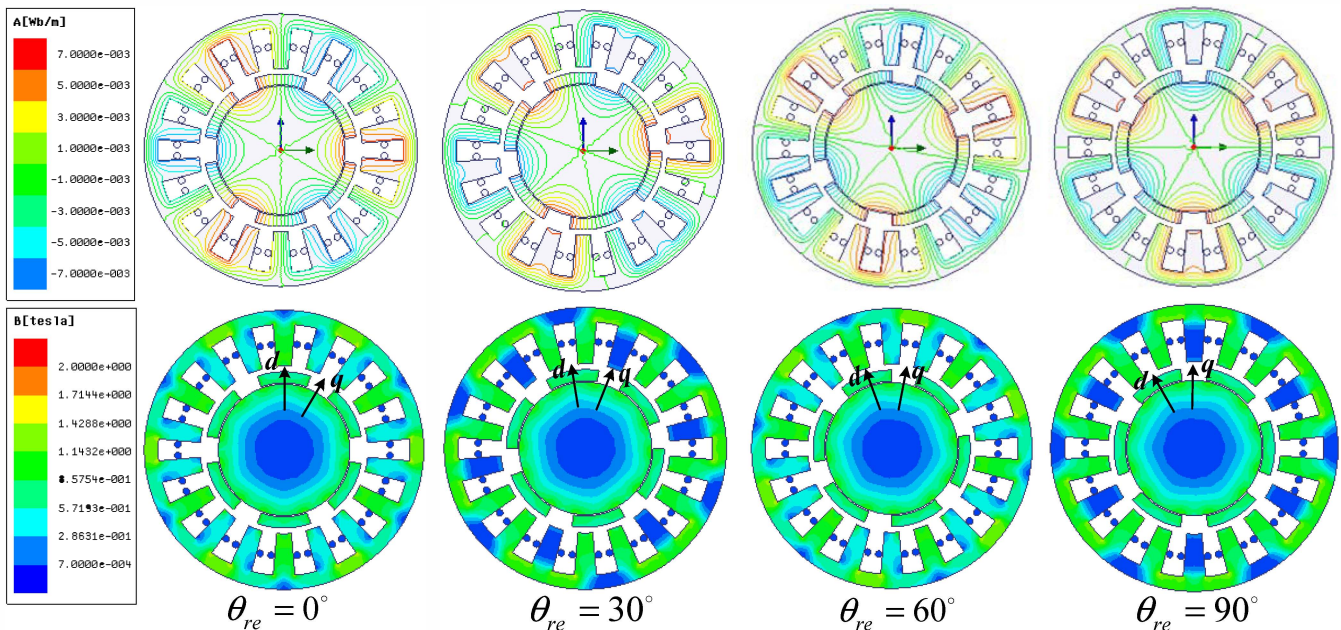 A[Wb/m]
7.0000e-003
5.0000e-003
3.0000e-003
1.0000e-003
-1.0000e-003
-3.0000e-003
-5.0000e-003
-7.0000e-003
B[tesla]
2.0000e+000
1.7144e+000
1.4288e+000
1.1432e+000
8.5754e-001
5.7193e-001
2.8631e-001
7.0000e-004
d q
d q
d q
d q
θre = 0° θre = 30° θre = 60° θre = 90°